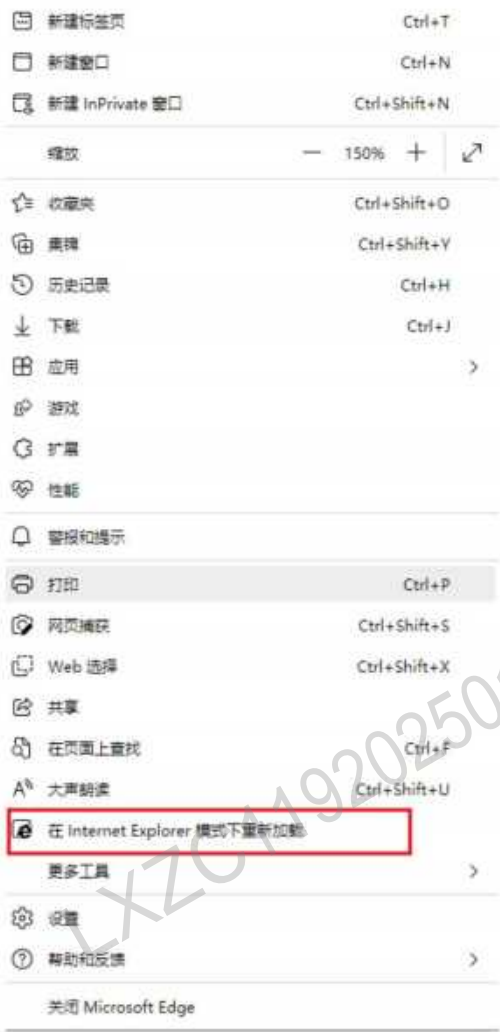 新建标签页 Ctrl+T
新建窗口 Ctrl+N
新建 InPrivate 窗口 Ctrl+Shift+N
缩放 — 150% +
收藏夹 Ctrl+Shift+O
集锦 Ctrl+Shift+Y
历史记录 Ctrl+H
下载 Ctrl+J
应用
游戏
扩展
性能
警报和提示
打印 Ctrl+P
网页捕获 Ctrl+Shift+S
Web 选择 Ctrl+Shift+X
共享
在页面上查找 Ctrl+F
大声朗读 Ctrl+Shift+U
在 Internet Explorer 模式下重新加载
更多工具
设置
帮助和反馈
关闭 Microsoft Edge